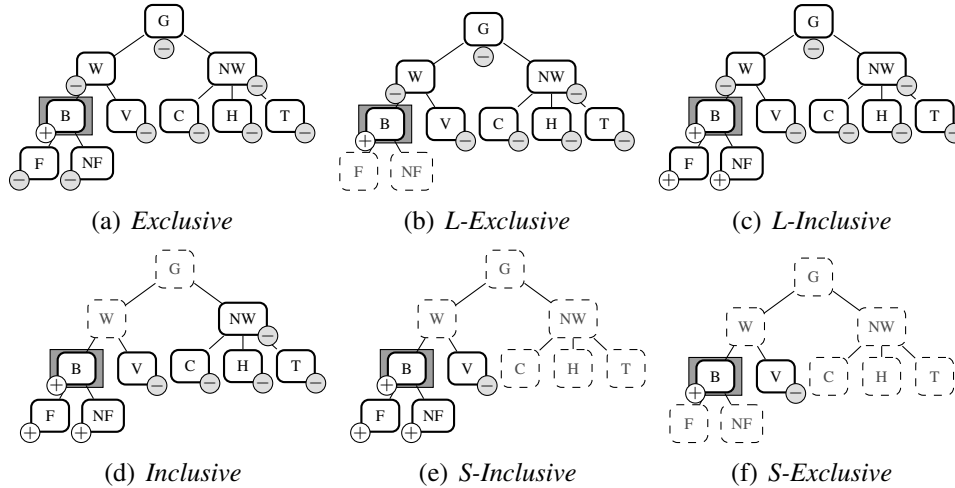 G G G
W NW W NW W NW
B V C H T B V C H T B V C H T
+ − − − − − + − − − − − + − − − − −
F NF F NF F NF
− − + +
(a) Exclusive (b) L-Exclusive (c) L-Inclusive
G G G
W NW W NW W NW
B V C H T B V C H T B V C H T
+ − − − − − + − + −
F NF F NF F NF
+ + + +
(d) Inclusive (e) S-Inclusive (f) S-Exclusive